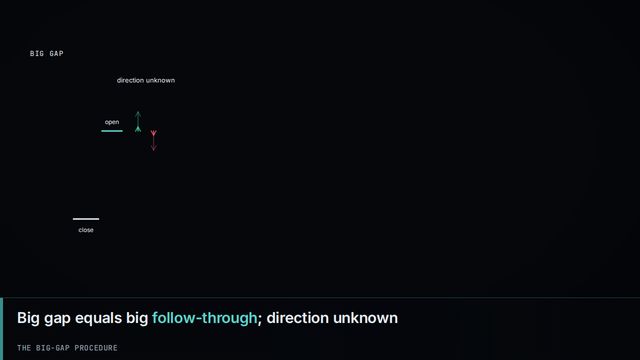 BIG GAP
direction unknown
open
close
Big gap equals big follow-through; direction unknown
THE BIG-GAP PROCEDURE